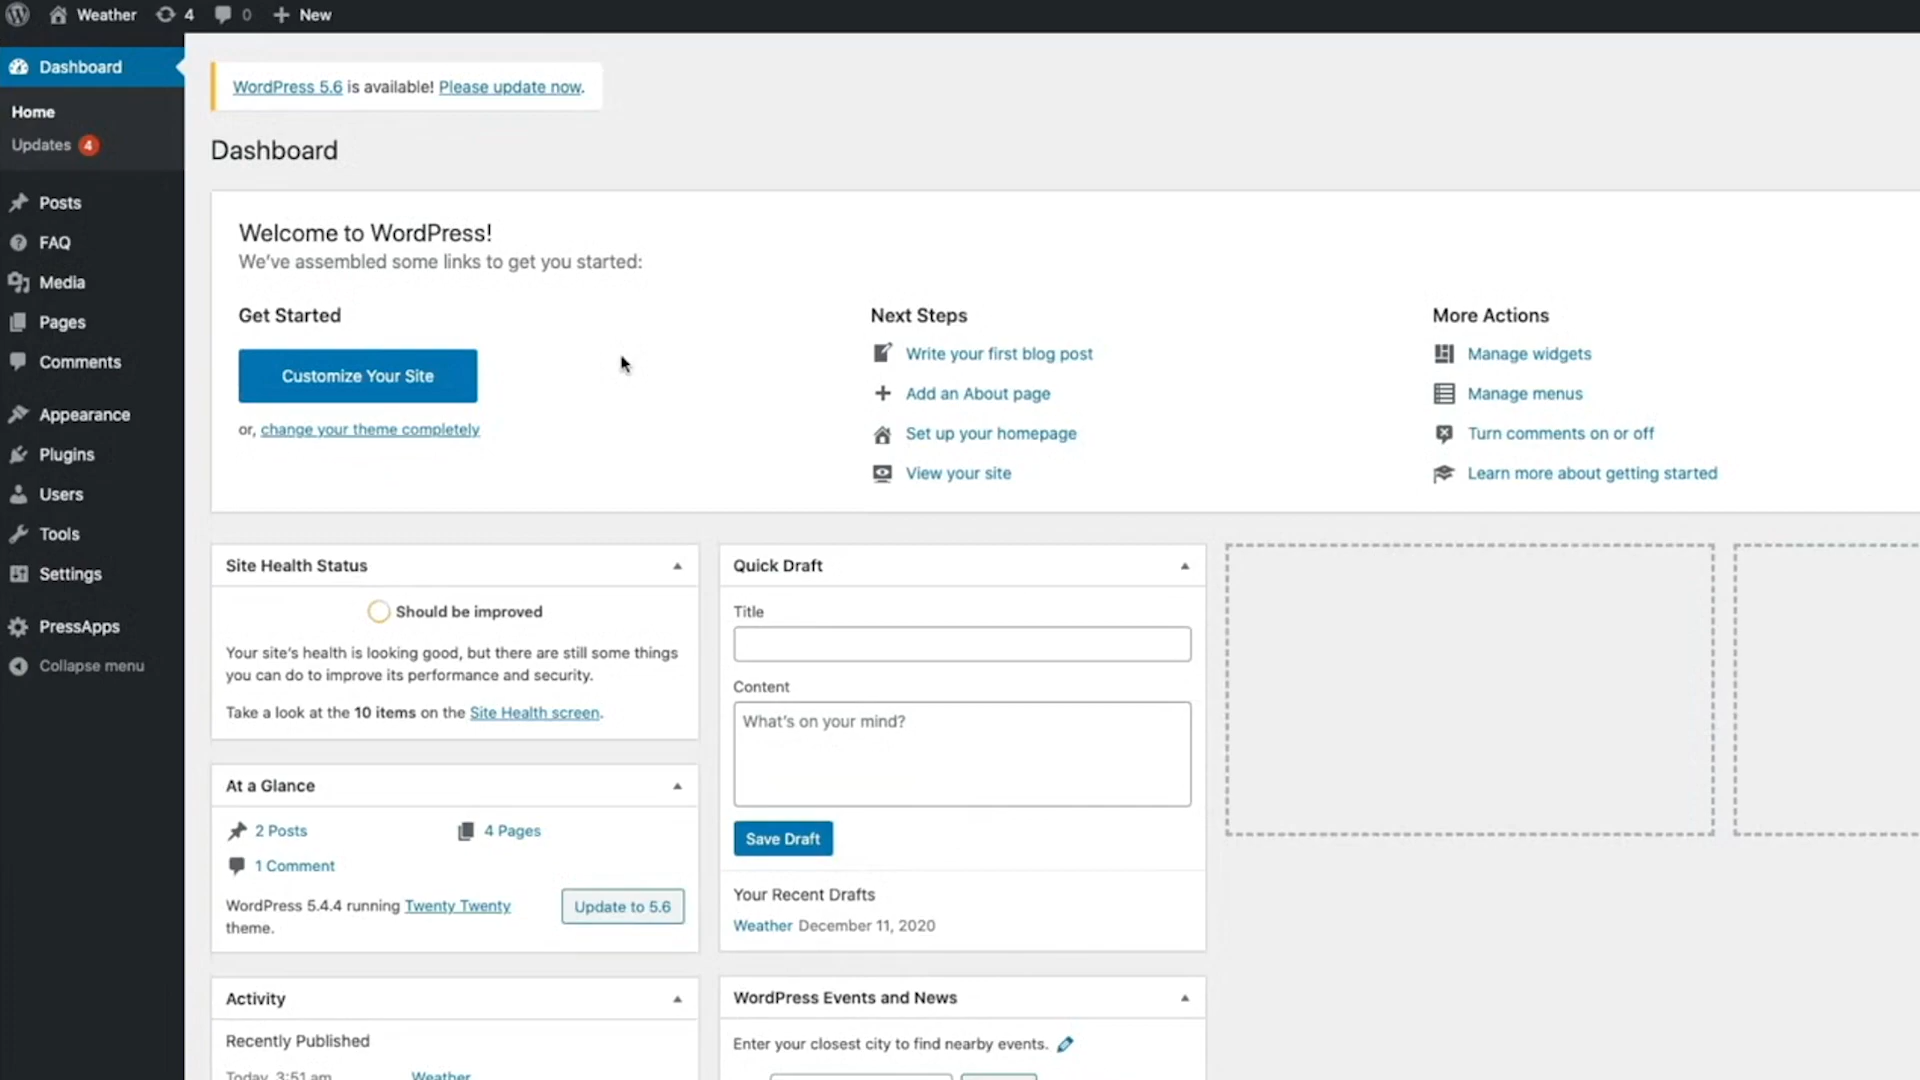 Weather 4 0 New
Dashboard
Home
Updates 4
Posts
FAQ
Media
Pages
Comments
Appearance
Plugins
Users
Tools
Settings
PressApps
Collapse menu
WordPress 5.6 is available! Please update now.
Dashboard
Welcome to WordPress!
We've assembled some links to get you started:
Get Started
Customize Your Site
or, change your theme completely
Next Steps
Write your first blog post
Add an About page
Set up your homepage
View your site
More Actions
Manage widgets
Manage menus
Turn comments on or off
Learn more about getting started
Site Health Status
Should be improved
Your site's health is looking good, but there are still some things
you can do to improve its performance and security.
Take a look at the 10 items on the Site Health screen.
At a Glance
2 Posts 4 Pages
1 Comment
WordPress 5.4.4 running Twenty Twenty
theme.
Update to 5.6
Activity
Recently Published
Today, 3:51 am Weather
Quick Draft
Title
Content
What's on your mind?
Save Draft
Your Recent Drafts
Weather December 11, 2020
WordPress Events and News
Enter your closest city to find nearby events.